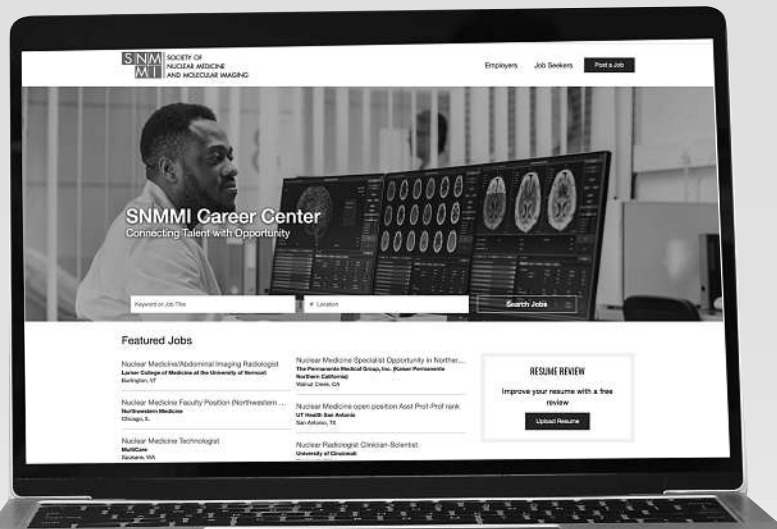 SNM
MI
SOCIETY OF
NUCLEAR MEDICINE
AND MOLECULAR IMAGING
Employers
Job Seekers
Post a Job
SNMMI Career Center
Connecting Talent with Opportunity
Keyword or Job Title
Location
Search Jobs
Featured Jobs
Nuclear Medicine/Abdominal Imaging Radiologist
Larner College of Medicine at the University of Vermont
Burlington, VT
Nuclear Medicine Faculty Position (Northwestern ...
Northwestern Medicine
Chicago, IL
Nuclear Medicine Technologist
MultiCare
Spokane, WA
Nuclear Medicine Specialist Opportunity in Norther...
The Permanente Medical Group, Inc. (Kaiser Permanente
Northern California)
Walnut Creek, CA
Nuclear Medicine open position Asst Prof-Prof rank
UT Health San Antonio
San Antonio, TX
Nuclear Radiologist Clinician-Scientist
University of Cincinnati
RESUME REVIEW
Improve your resume with a free
review
Upload Resume